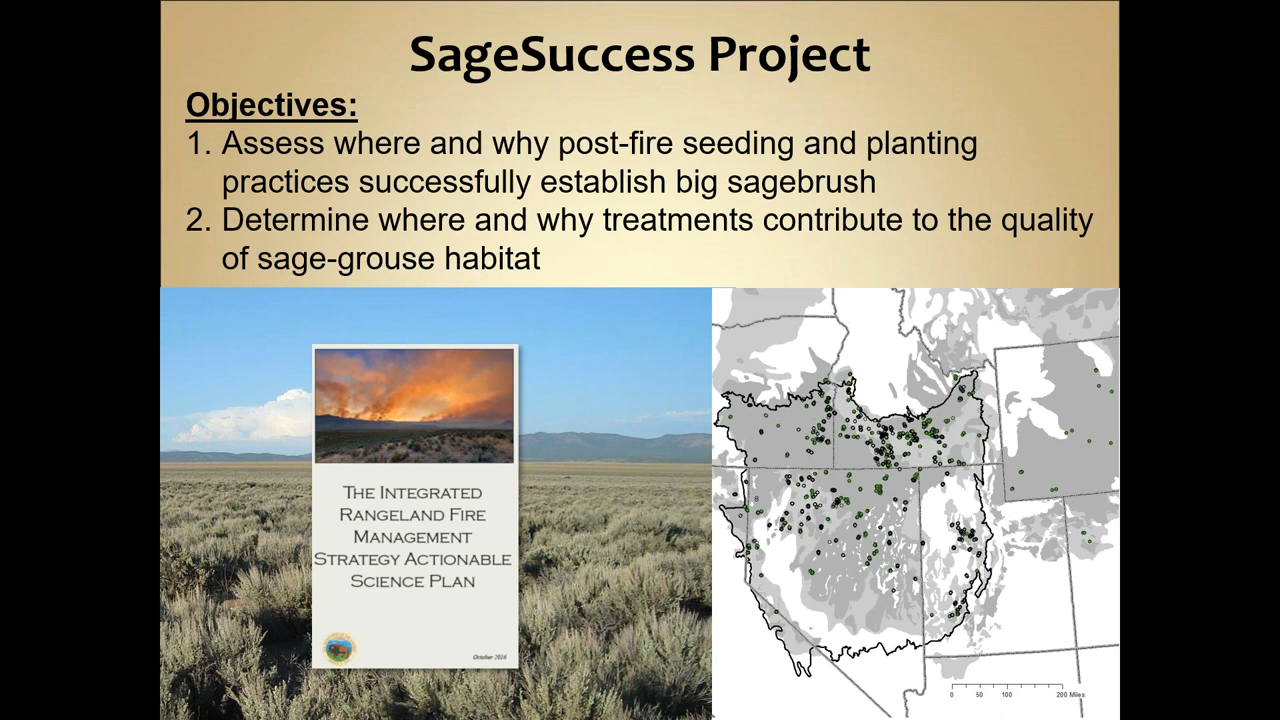 SageSuccess Project
Objectives:
1. Assess where and why post-fire seeding and planting
practices successfully establish big sagebrush
2. Determine where and why treatments contribute to the quality
of sage-grouse habitat
THE INTEGRATED
RANGELAND FIRE
MANAGEMENT
STRATEGY ACTIONABLE
SCIENCE PLAN
October 2016
0 50 100 200 Miles